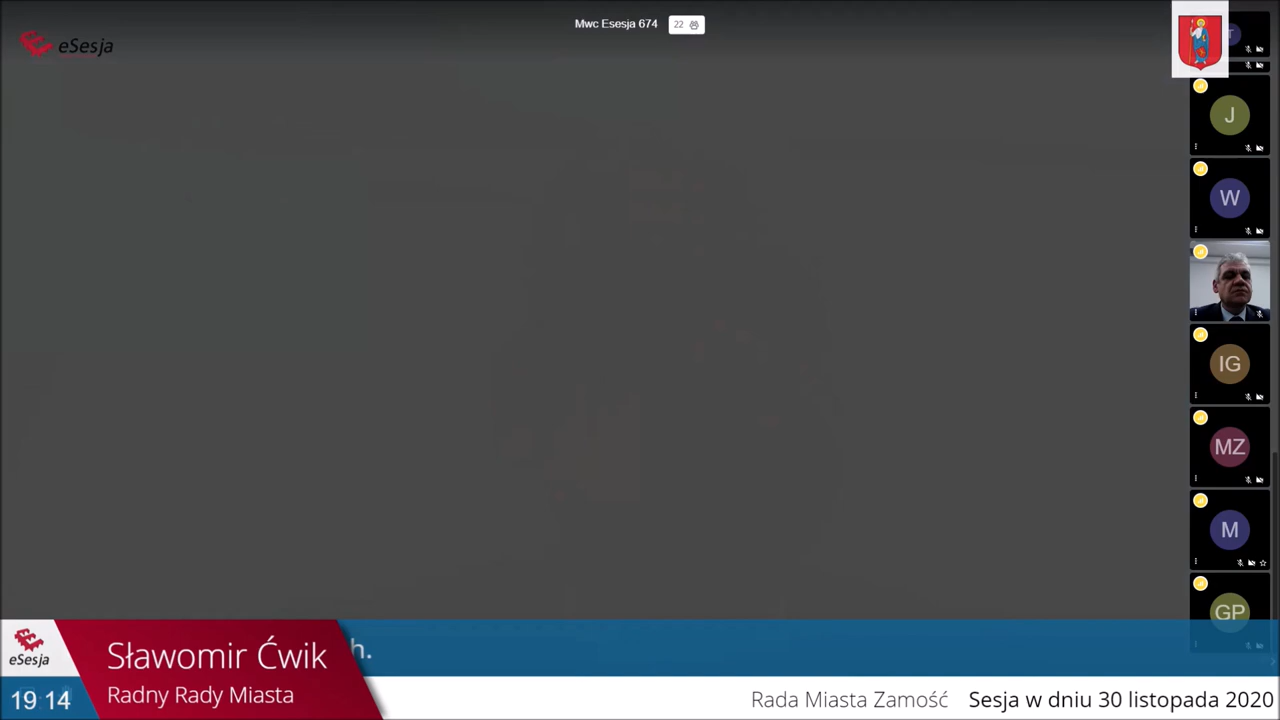 Mwc Esesja 674 22
eSesja
T
J
W
IG
MZ
M
GP
h.
eSesja
Sławomir Ćwik
Radny Rady Miasta
19 14
Rada Miasta Zamość Sesja w dniu 30 listopada 2020